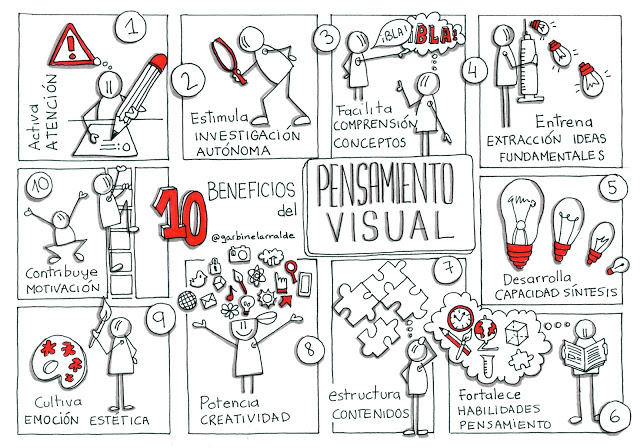 10 BENEFICIOS
del
PENSAMIENTO
VISUAL
@garbinelarralde
1
Activa
ATENCIÓN
2
Estimula
INVESTIGACIÓN
AUTÓNOMA
3
¡BLA!
¡BLA!
Facilita
COMPRENSIÓN
CONCEPTOS
4
Entrena
EXTRACCIÓN IDEAS
FUNDAMENTALES
5
Desarrolla
CAPACIDAD SÍNTESIS
6
Fortalece
HABILIDADES
PENSAMIENTO
7
estructura
CONTENIDOS
8
Potencia
CREATIVIDAD
9
Cultiva
EMOCIÓN ESTÉTICA
10
Contribuye
MOTIVACIÓN